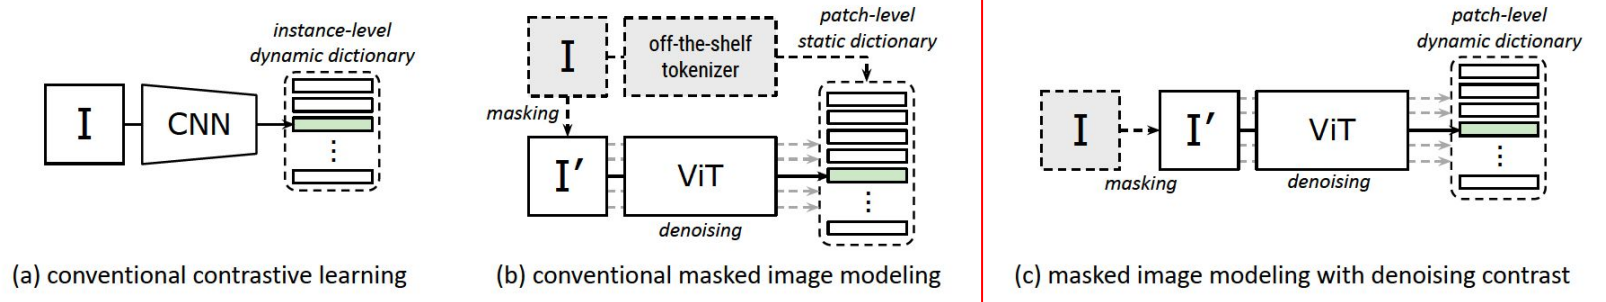 instance-level
dynamic dictionary
I
CNN
⋮
(a) conventional contrastive learning
patch-level
static dictionary
I
off-the-shelf
tokenizer
masking
I′
ViT
denoising
⋮
(b) conventional masked image modeling
patch-level
dynamic dictionary
I
masking
I′
ViT
denoising
⋮
(c) masked image modeling with denoising contrast